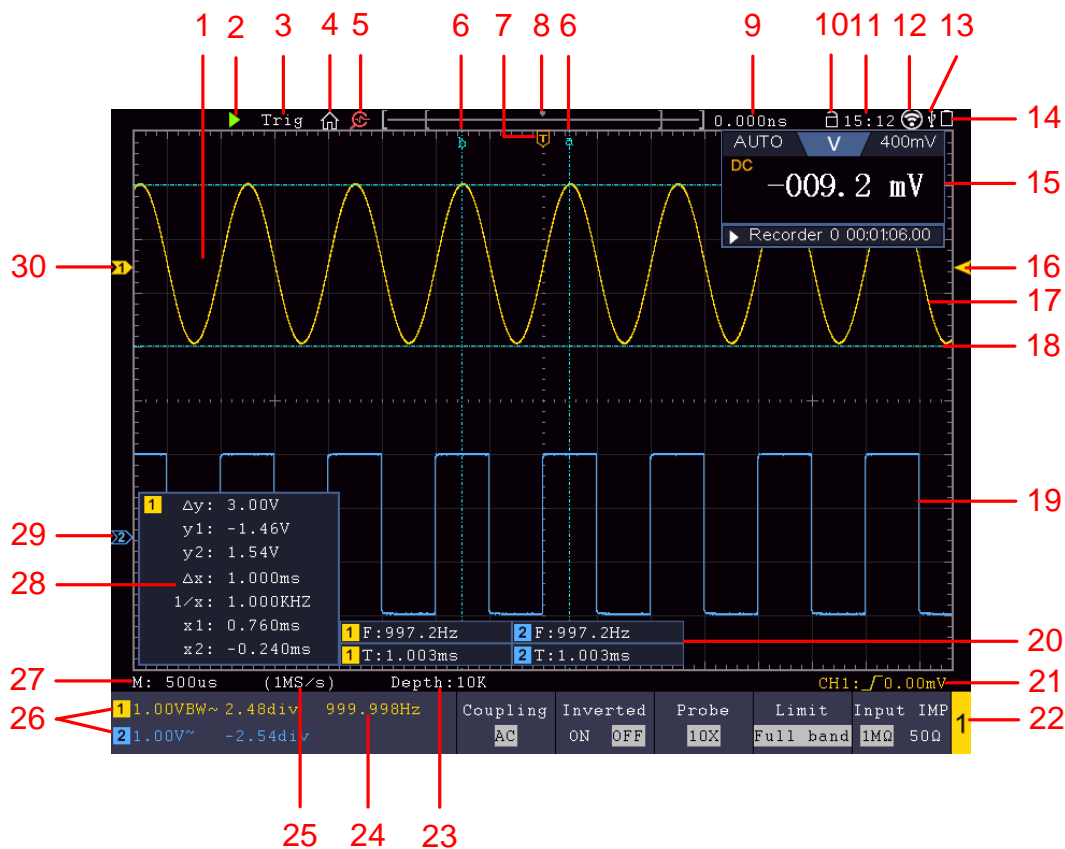 1 2 3 4 5 6 7 8 6 9 10 11 12 13
Trig 0.000ns 15:12
14
b T a
AUTO V 400mV
DC
-009.2 mV
15
Recorder 0 00:01:06.00
30 1 16
17
18
19
29 2
28
1 Δy: 3.00V
y1: -1.46V
y2: 1.54V
Δx: 1.000ms
1/x: 1.000KHZ
x1: 0.760ms
x2: -0.240ms
1 F:997.2Hz 2 F:997.2Hz
1 T:1.003ms 2 T:1.003ms
20
27 M: 500us (1MS/s) Depth:10K CH1: 0.00mV 21
26
1 1.00VBW~ 2.48div 999.998Hz
2 1.00V~ -2.54div
Coupling Inverted Probe Limit Input IMP
AC ON OFF 10X Full band 1MΩ 50Ω
1 22
25 24 23